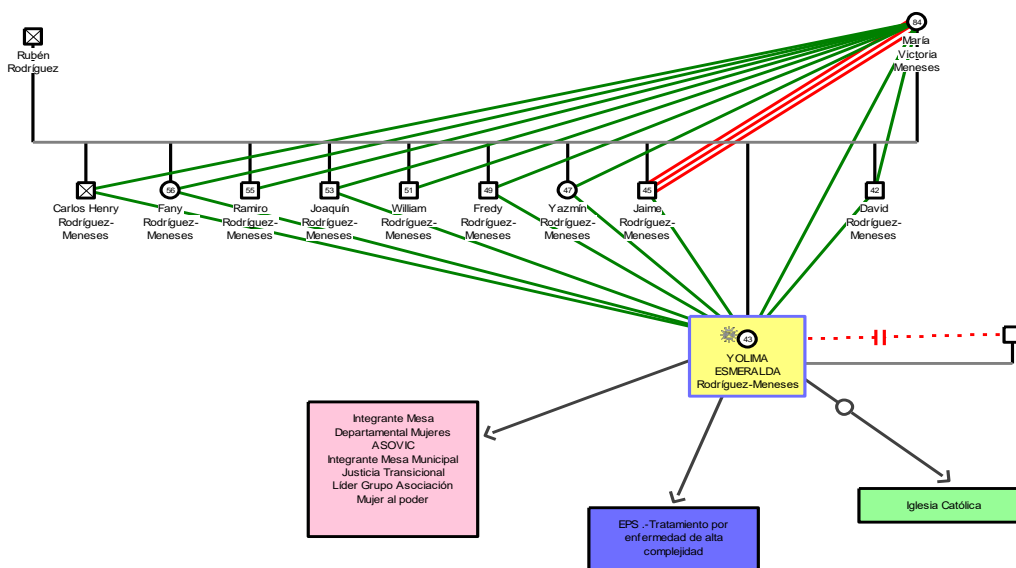 Rubén
Rodríguez
84
María
Victoria
Meneses
Carlos Henry
Rodríguez-
Meneses
56
Fany
Rodríguez-
Meneses
55
Ramiro
Rodríguez-
Meneses
53
Joaquín
Rodríguez-
Meneses
51
William
Rodríguez-
Meneses
49
Fredy
Rodríguez-
Meneses
47
Yazmín
Rodríguez-
Meneses
45
Jaime
Rodríguez-
Meneses
42
David
Rodríguez-
Meneses
43
YOLIMA
ESMERALDA
Rodríguez-Meneses
Integrante Mesa
Departamental Mujeres
ASOVIC
Integrante Mesa Municipal
Justicia Transicional
Líder Grupo Asociación
Mujer al poder
EPS .-Tratamiento por
enfermedad de alta
complejidad
Iglesia Católica